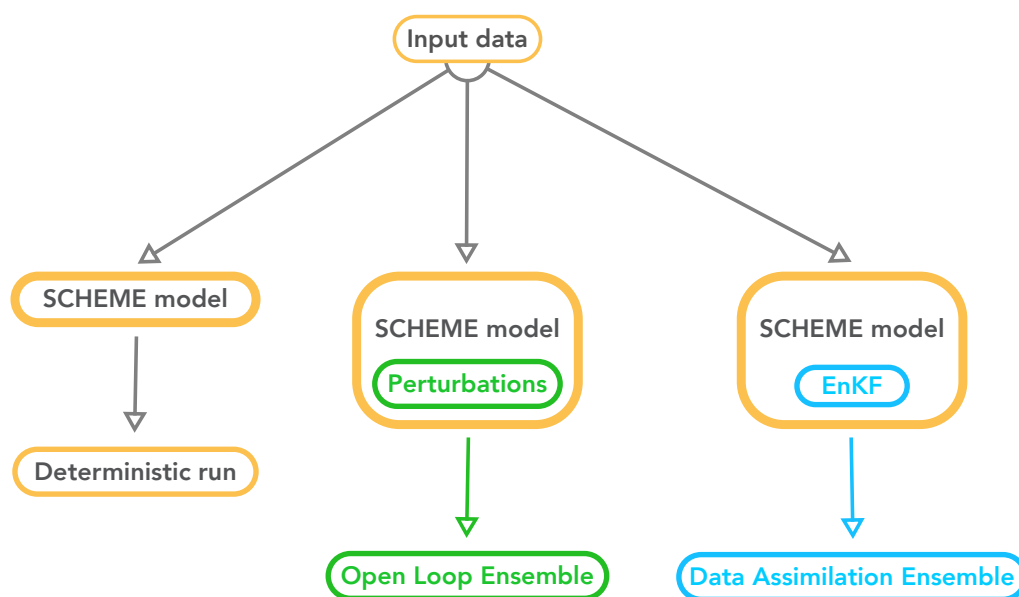 Input data
SCHEME model
SCHEME model
Perturbations
SCHEME model
EnKF
Deterministic run
Open Loop Ensemble
Data Assimilation Ensemble